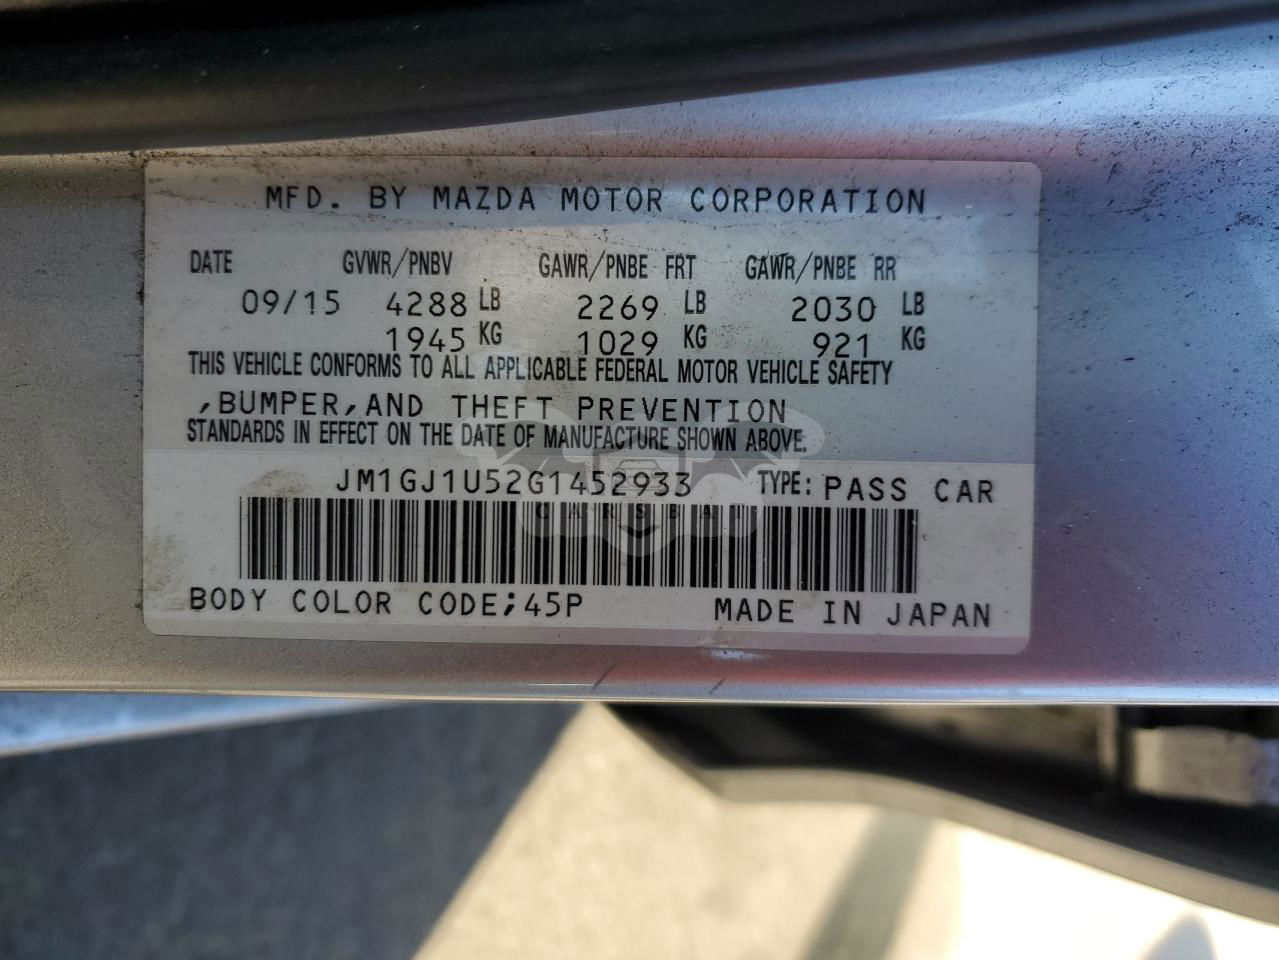 MFD. BY MAZDA MOTOR CORPORATION
DATE GVWR/PNBV GAWR/PNBE FRT GAWR/PNBE RR
09/15 4288 LB 2269 LB 2030 LB
1945 KG 1029 KG 921 KG
THIS VEHICLE CONFORMS TO ALL APPLICABLE FEDERAL MOTOR VEHICLE SAFETY
,BUMPER,AND THEFT PREVENTION
STANDARDS IN EFFECT ON THE DATE OF MANUFACTURE SHOWN ABOVE.
JM1GJ1U52G1452933 TYPE: PASS CAR
CARSBAT
BODY COLOR CODE;45P MADE IN JAPAN